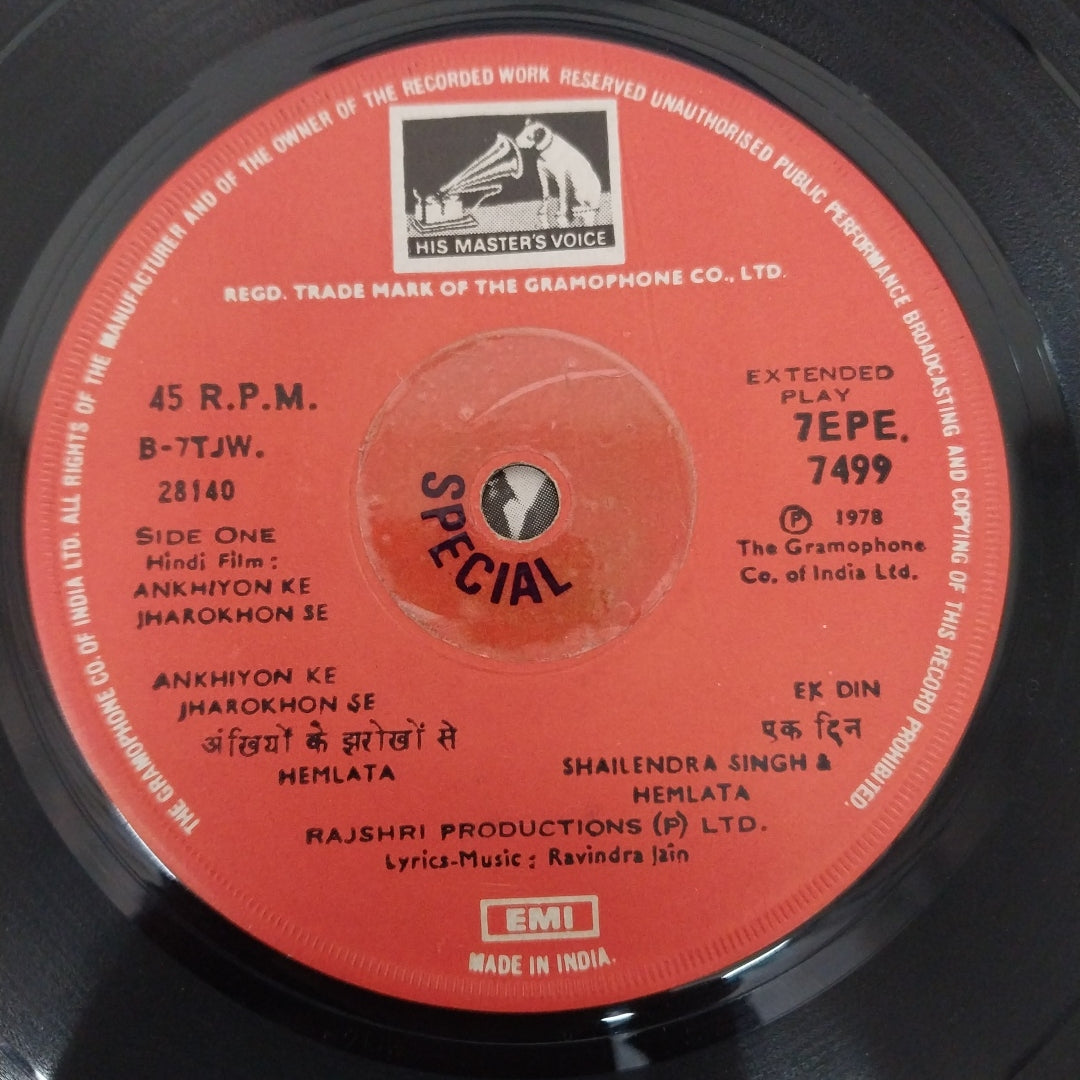 THE GRAMOPHONE CO. OF INDIA LTD. ALL RIGHTS OF THE MANUFACTURER AND OF THE OWNER OF THE RECORDED WORK RESERVED UNAUTHORISED PUBLIC PERFORMANCE BROADCASTING AND COPYING OF THIS RECORD PROHIBITED.
HIS MASTER'S VOICE
REGD. TRADE MARK OF THE GRAMOPHONE CO., LTD.
45 R.P.M.
B-7TJW.
28140
SIDE ONE
Hindi Film :
ANKHIYON KE
JHAROKHON SE
EXTENDED
PLAY
7EPE.
7499
Ⓟ 1978
The Gramophone
Co. of India Ltd.
SPECIAL
ANKHIYON KE
JHAROKHON SE
अंखियों के झरोखों से
HEMLATA
EK DIN
एक दिन
SHAILENDRA SINGH &
HEMLATA
RAJSHRI PRODUCTIONS (P) LTD.
Lyrics-Music : Ravindra Jain
EMI
MADE IN INDIA.